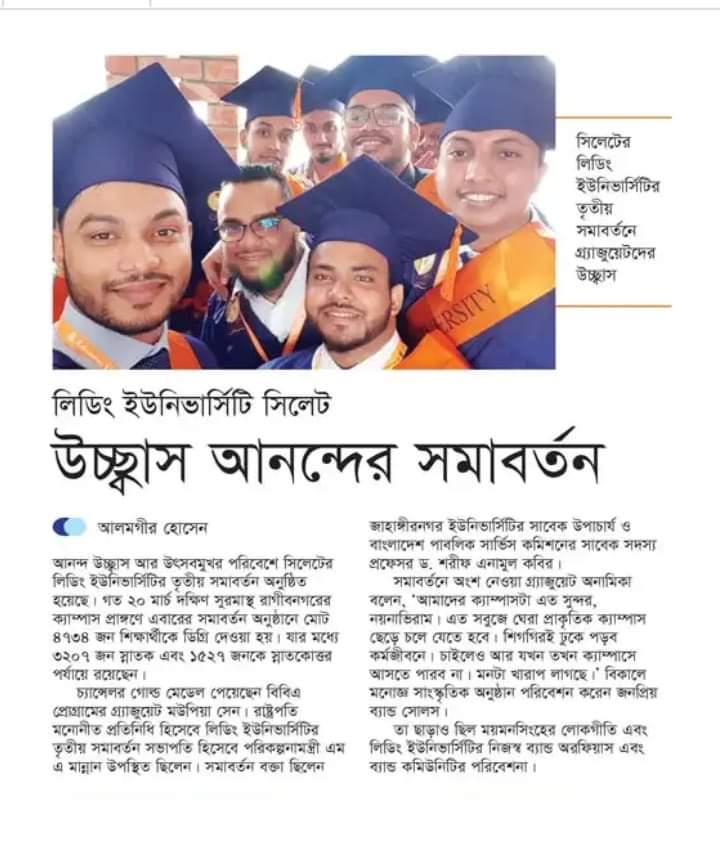 সিলেটের
লিডিং
ইউনিভার্সিটির
তৃতীয়
সমাবর্তনে
গ্র্যাজুয়েটদের
উচ্ছ্বাস
ERSITY
লিডিং ইউনিভার্সিটি সিলেট
উচ্ছ্বাস আনন্দের সমাবর্তন
আলমগীর হোসেন
আনন্দ উচ্ছ্বাস আর উৎসবমুখর পরিবেশে সিলেটের
লিডিং ইউনিভার্সিটির তৃতীয় সমাবর্তন অনুষ্ঠিত
হয়েছে। গত ২০ মার্চ দক্ষিণ সুরমাস্থ রাগীবনগরের
ক্যাম্পাস প্রাঙ্গণে এবারের সমাবর্তন অনুষ্ঠানে মোট
৪৭৩৪ জন শিক্ষার্থীকে ডিগ্রি দেওয়া হয়। যার মধ্যে
৩২০৭ জন স্নাতক এবং ১৫২৭ জনকে স্নাতকোত্তর
পর্যায়ে রয়েছেন।
চ্যান্সেলর গোল্ড মেডেল পেয়েছেন বিবিএ
প্রোগ্রামের গ্র্যাজুয়েট মউপিয়া সেন। রাষ্ট্রপতি
মনোনীত প্রতিনিধি হিসেবে লিডিং ইউনিভার্সিটির
তৃতীয় সমাবর্তন সভাপতি হিসেবে পরিকল্পনামন্ত্রী এম
এ মান্নান উপস্থিত ছিলেন। সমাবর্তন বক্তা ছিলেন
জাহাঙ্গীরনগর ইউনিভার্সিটির সাবেক উপাচার্য ও
বাংলাদেশ পাবলিক সার্ভিস কমিশনের সাবেক সদস্য
প্রফেসর ড. শরীফ এনামুল কবির।
সমাবর্তনে অংশ নেওয়া গ্র্যাজুয়েট অনামিকা
বলেন, ‘আমাদের ক্যাম্পাসটা এত সুন্দর,
নয়নাভিরাম। এত সবুজে ঘেরা প্রাকৃতিক ক্যাম্পাস
ছেড়ে চলে যেতে হবে। শিগগিরই ঢুকে পড়ব
কর্মজীবনে। চাইলেও আর যখন তখন ক্যাম্পাসে
আসতে পারব না। মনটা খারাপ লাগছে।’ বিকালে
মনোজ্ঞ সাংস্কৃতিক অনুষ্ঠান পরিবেশন করেন জনপ্রিয়
ব্যান্ড সোলস।
তা ছাড়াও ছিল ময়মনসিংহের লোকগীতি এবং
লিডিং ইউনিভার্সিটির নিজস্ব ব্যান্ড অরফিয়াস এবং
ব্যান্ড কমিউনিটির পরিবেশনা।